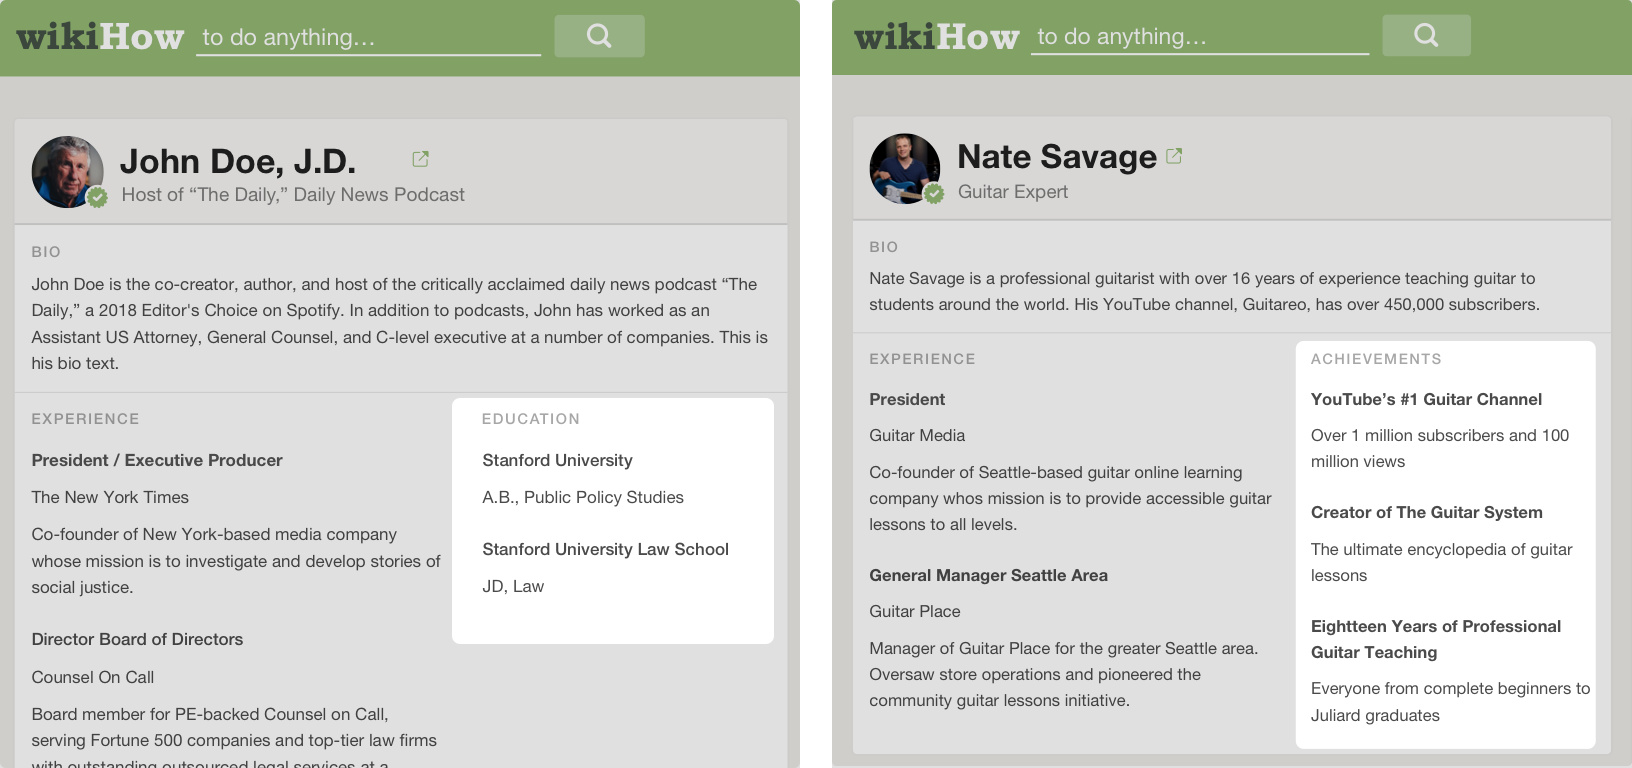 wikiHow to do anything...
John Doe, J.D.
Host of “The Daily,” Daily News Podcast
BIO
John Doe is the co-creator, author, and host of the critically acclaimed daily news podcast “The
Daily,” a 2018 Editor's Choice on Spotify. In addition to podcasts, John has worked as an
Assistant US Attorney, General Counsel, and C-level executive at a number of companies. This is
his bio text.
EXPERIENCE
President / Executive Producer
The New York Times
Co-founder of New York-based media company
whose mission is to investigate and develop stories of
social justice.
Director Board of Directors
Counsel On Call
Board member for PE-backed Counsel on Call,
serving Fortune 500 companies and top-tier law firms
with outstanding outsourced legal services at a
EDUCATION
Stanford University
A.B., Public Policy Studies
Stanford University Law School
JD, Law
wikiHow to do anything...
Nate Savage
Guitar Expert
BIO
Nate Savage is a professional guitarist with over 16 years of experience teaching guitar to
students around the world. His YouTube channel, Guitareo, has over 450,000 subscribers.
EXPERIENCE
President
Guitar Media
Co-founder of Seattle-based guitar online learning
company whos mission is to provide accessible guitar
lessons to all levels.
General Manager Seattle Area
Guitar Place
Manager of Guitar Place for the greater Seattle area.
Oversaw store operations and pioneered the
community guitar lessons initiative.
ACHIEVEMENTS
YouTube’s #1 Guitar Channel
Over 1 million subscribers and 100
million views
Creator of The Guitar System
The ultimate encyclopedia of guitar
lessons
Eightteen Years of Professional
Guitar Teaching
Everyone from complete beginners to
Juliard graduates